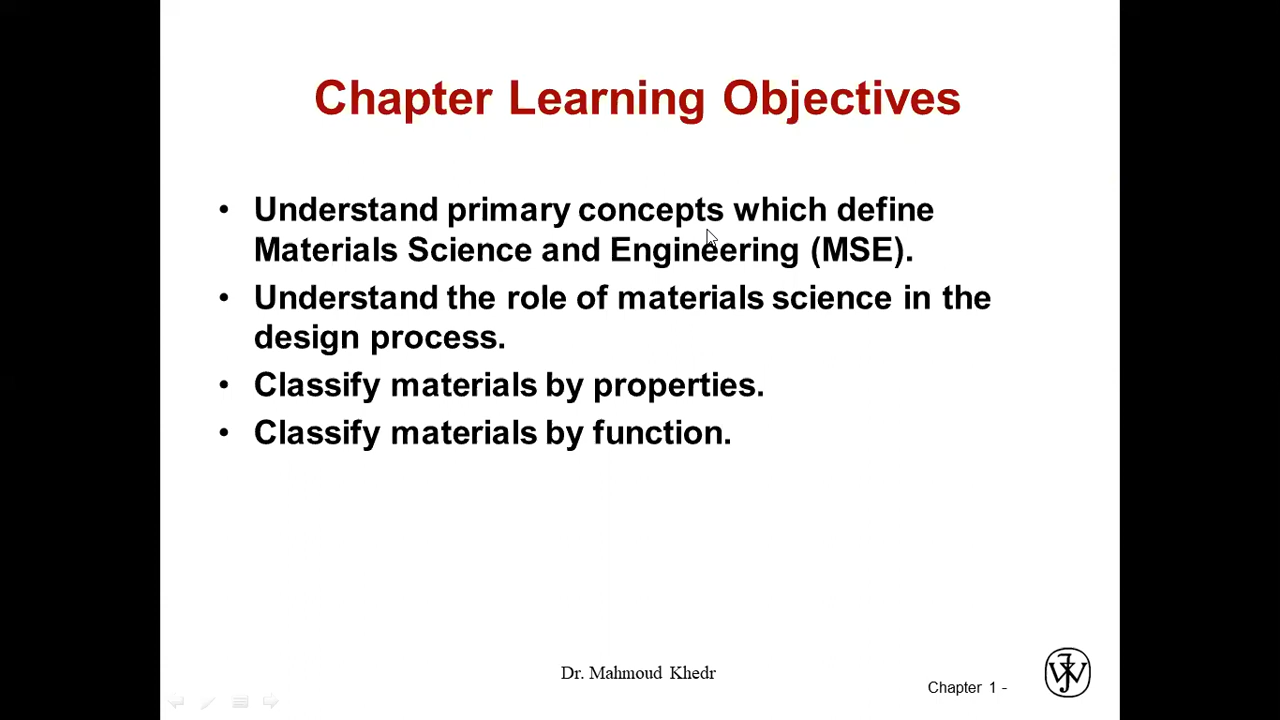 Chapter Learning Objectives
• Understand primary concepts which define
Materials Science and Engineering (MSE).
• Understand the role of materials science in the
design process.
• Classify materials by properties.
• Classify materials by function.
Dr. Mahmoud Khedr
Chapter 1 -